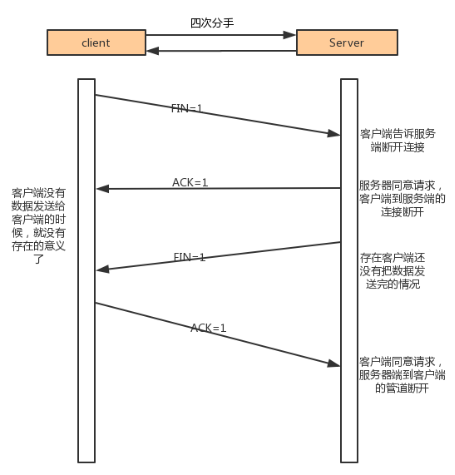 四次分手
client
Server
FIN=1
客户端告诉服务
端断开连接
ACK=1
服务器同意请求，
客户端到服务端的
连接断开
客户端没有
数据发送给
客户端的时
候，就没有
存在的意义
了
FIN=1
存在客户端还
没有把数据发
送完的情况
ACK=1
客户端同意请求，
服务器端到客户端
的管道断开